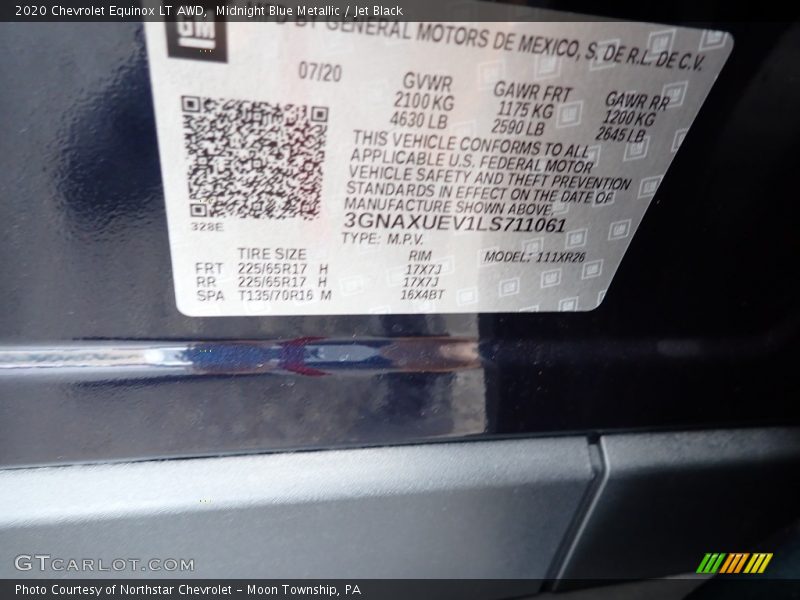 2020 Chevrolet Equinox LT AWD, Midnight Blue Metallic / Jet Black
GM
BY GENERAL MOTORS DE MEXICO, S. DE R.L. DE C.V.
07/20
GVWR GAWR FRT GAWR RR
2100 KG 1175 KG 1200 KG
4630 LB 2590 LB 2645 LB
THIS VEHICLE CONFORMS TO ALL
APPLICABLE U.S. FEDERAL MOTOR
VEHICLE SAFETY AND THEFT PREVENTION
STANDARDS IN EFFECT ON THE DATE OF
MANUFACTURE SHOWN ABOVE.
3GNAXUEV1LS711061
328E
TYPE: M.P.V.
TIRE SIZE RIM MODEL: 111XR26
FRT 225/65R17 H 17X7J
RR 225/65R17 H 17X7J
SPA T135/70R16 M 16X4BT
GTCARLOT.COM
Photo Courtesy of Northstar Chevrolet - Moon Township, PA